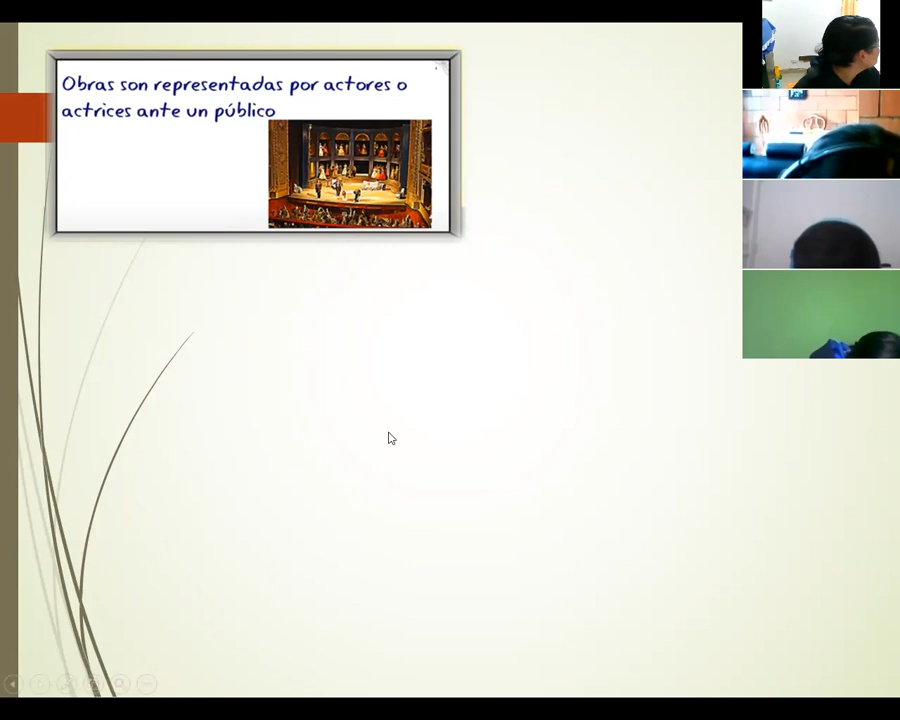 Obras son representadas por actores o
actrices ante un público